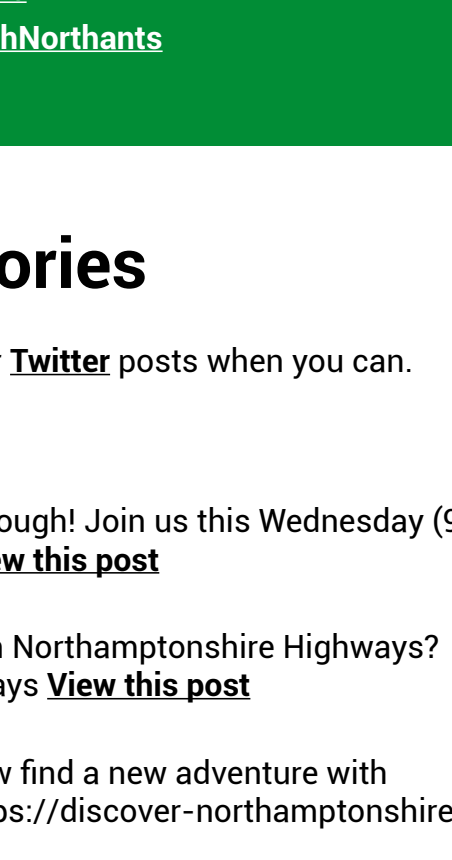 hNorthants
ories
Twitter posts when you can.
ough! Join us this Wednesday (9
ew this post
Northamptonshire Highways?
ays View this post
w find a new adventure with
ps://discover-northamptonshire